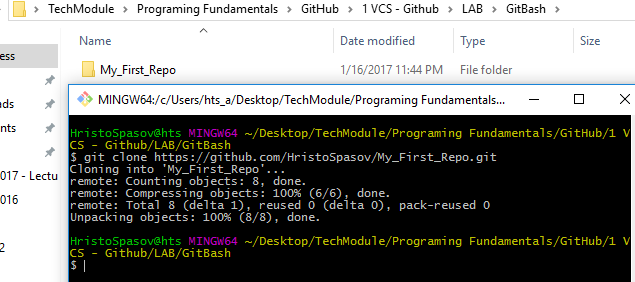 TechModule > Programing Fundamentals > GitHub > 1 VCS - Github > LAB > GitBash >
Name
Date modified
Type
Size
ess
My_First_Repo
1/16/2017 11:44 PM
File folder
ads
ents
017 - Lectu
016
2
MINGW64:/c/Users/hts_a/Desktop/TechModule/Programing Fundamentals...
HristoSpasov@hts MINGW64 ~/Desktop/TechModule/Programing Fundamentals/GitHub/1 V
CS - Github/LAB/GitBash
$ git clone https://github.com/HristoSpasov/My_First_Repo.git
Cloning into 'My_First_Repo'...
remote: Counting objects: 8, done.
remote: Compressing objects: 100% (6/6), done.
remote: Total 8 (delta 1), reused 0 (delta 0), pack-reused 0
Unpacking objects: 100% (8/8), done.
HristoSpasov@hts MINGW64 ~/Desktop/TechModule/Programing Fundamentals/GitHub/1 V
CS - Github/LAB/GitBash
$